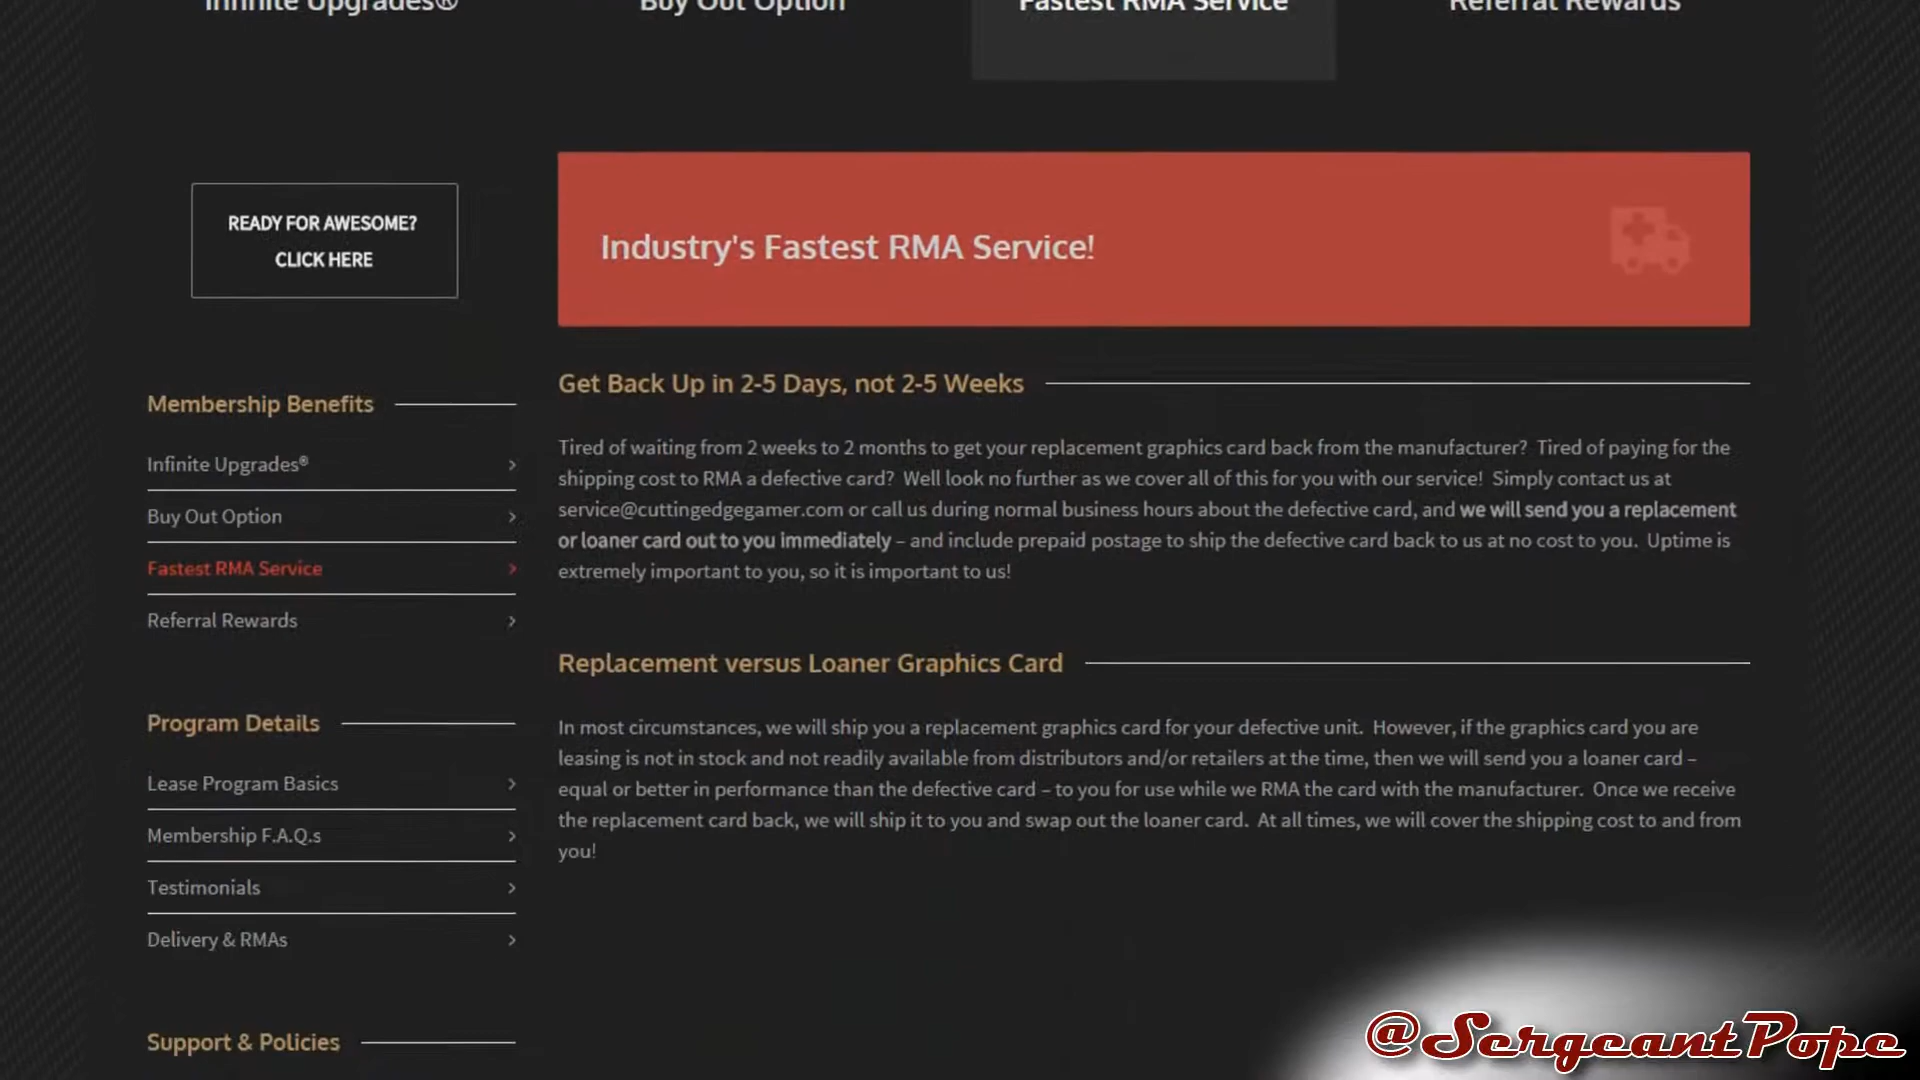 Infinite Upgrades®
Buy Out Option
Fastest RMA Service
Referral Rewards
READY FOR AWESOME?
CLICK HERE
Industry's Fastest RMA Service!
Membership Benefits
Infinite Upgrades®
Buy Out Option
Fastest RMA Service
Referral Rewards
Program Details
Lease Program Basics
Membership F.A.Q.s
Testimonials
Delivery & RMAs
Support & Policies
Get Back Up in 2-5 Days, not 2-5 Weeks
Tired of waiting from 2 weeks to 2 months to get your replacement graphics card back from the manufacturer? Tired of paying for the
shipping cost to RMA a defective card? Well look no further as we cover all of this for you with our service! Simply contact us at
service@cuttingedgegamer.com or call us during normal business hours about the defective card, and we will send you a replacement
or loaner card out to you immediately – and include prepaid postage to ship the defective card back to us at no cost to you. Uptime is
extremely important to you, so it is important to us!
Replacement versus Loaner Graphics Card
In most circumstances, we will ship you a replacement graphics card for your defective unit. However, if the graphics card you are
leasing is not in stock and not readily available from distributors and/or retailers at the time, then we will send you a loaner card –
equal or better in performance than the defective card – to you for use while we RMA the card with the manufacturer. Once we receive
the replacement card back, we will ship it to you and swap out the loaner card. At all times, we will cover the shipping cost to and from
you!
@SergeantPope